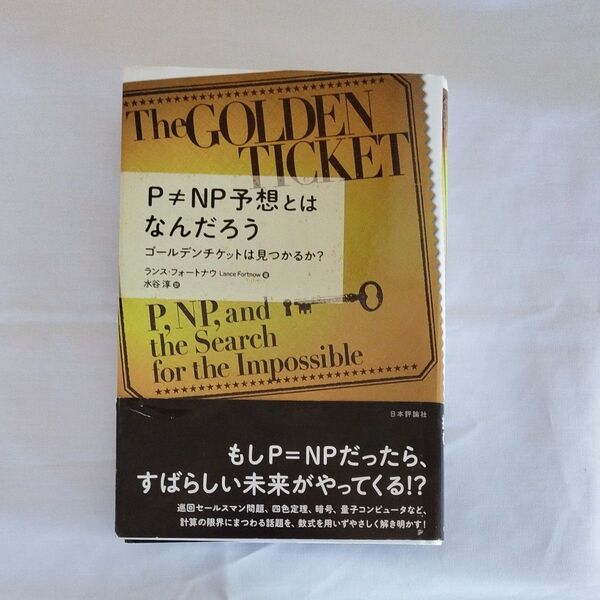 The GOLDEN
TICKET
P≠NP予想とは
なんだろう
ゴールデンチケットは見つかるか?
ランス・フォートナウ Lance Fortnow 著
水谷 淳 訳
P, NP, and
the Search
for the Impossible
日本評論社
もしP=NPだったら、
すばらしい未来がやってくる!?
巡回セールスマン問題、四色定理、暗号、量子コンピュータなど、
計算の限界にまつわる話題を、数式を用いずやさしく解き明かす!